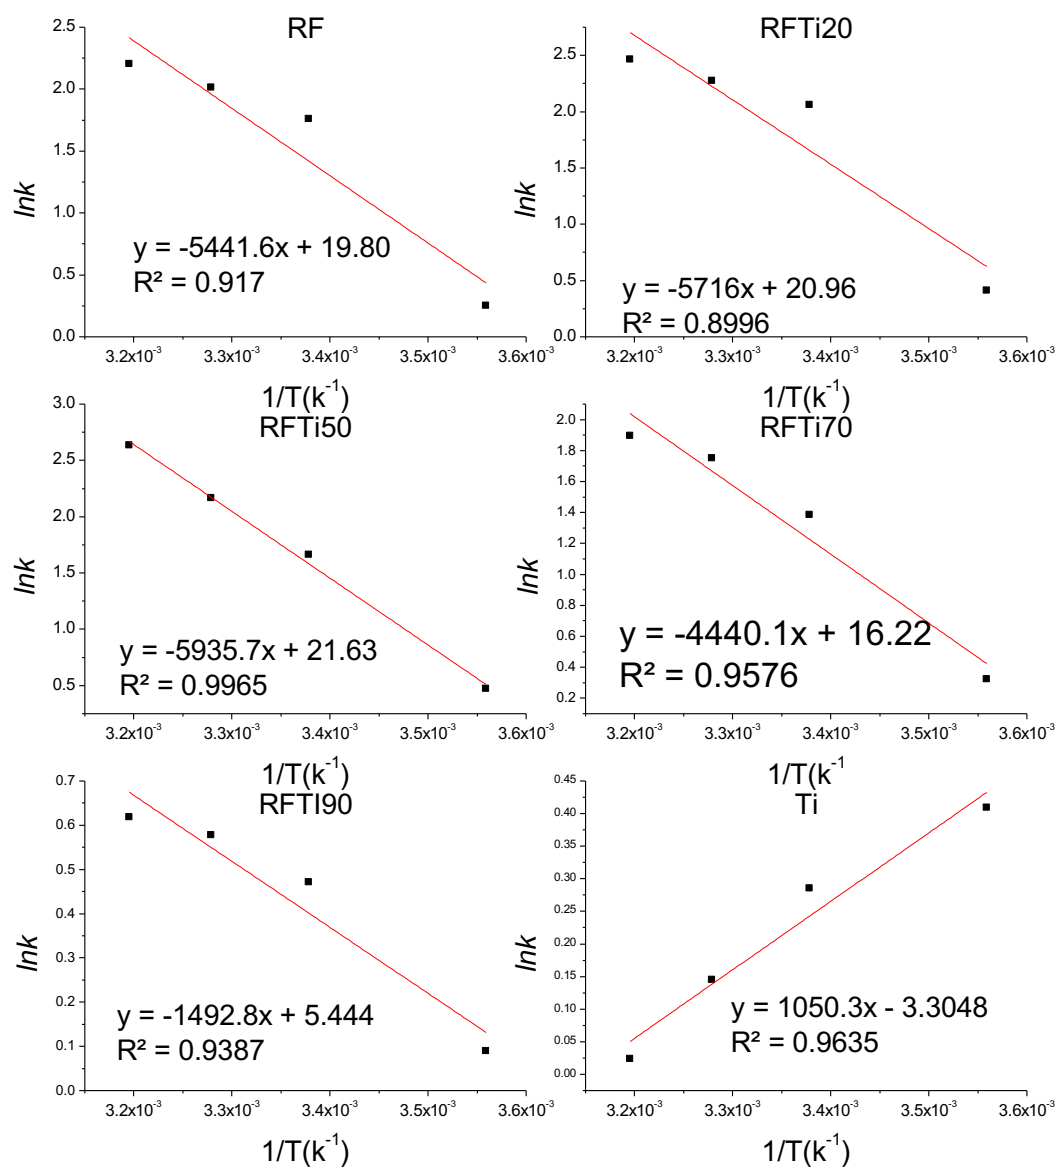 RF
2.5
2.0
1.5
1.0
0.5
0.0
lnk
y = -5441.6x + 19.80
R² = 0.917
3.2x10⁻³ 3.3x10⁻³ 3.4x10⁻³ 3.5x10⁻³ 3.6x10⁻³
1/T(k⁻¹)
RFTi20
2.5
2.0
1.5
1.0
0.5
0.0
lnk
y = -5716x + 20.96
R² = 0.8996
3.2x10⁻³ 3.3x10⁻³ 3.4x10⁻³ 3.5x10⁻³ 3.6x10⁻³
1/T(k⁻¹)
RFTi50
3.0
2.5
2.0
1.5
1.0
0.5
lnk
y = -5935.7x + 21.63
R² = 0.9965
3.2x10⁻³ 3.3x10⁻³ 3.4x10⁻³ 3.5x10⁻³ 3.6x10⁻³
1/T(k⁻¹)
RFTi70
2.0
1.8
1.6
1.4
1.2
1.0
0.8
0.6
0.4
0.2
lnk
y = -4440.1x + 16.22
R² = 0.9576
3.2x10⁻³ 3.3x10⁻³ 3.4x10⁻³ 3.5x10⁻³ 3.6x10⁻³
1/T(k⁻¹
RFTI90
0.7
0.6
0.5
0.4
0.3
0.2
0.1
0.0
lnk
y = -1492.8x + 5.444
R² = 0.9387
3.2x10⁻³ 3.3x10⁻³ 3.4x10⁻³ 3.5x10⁻³ 3.6x10⁻³
1/T(k⁻¹)
Ti
0.45
0.40
0.35
0.30
0.25
0.20
0.15
0.10
0.05
0.00
lnk
y = 1050.3x - 3.3048
R² = 0.9635
3.2x10⁻³ 3.3x10⁻³ 3.4x10⁻³ 3.5x10⁻³ 3.6x10⁻³
1/T(k⁻¹)